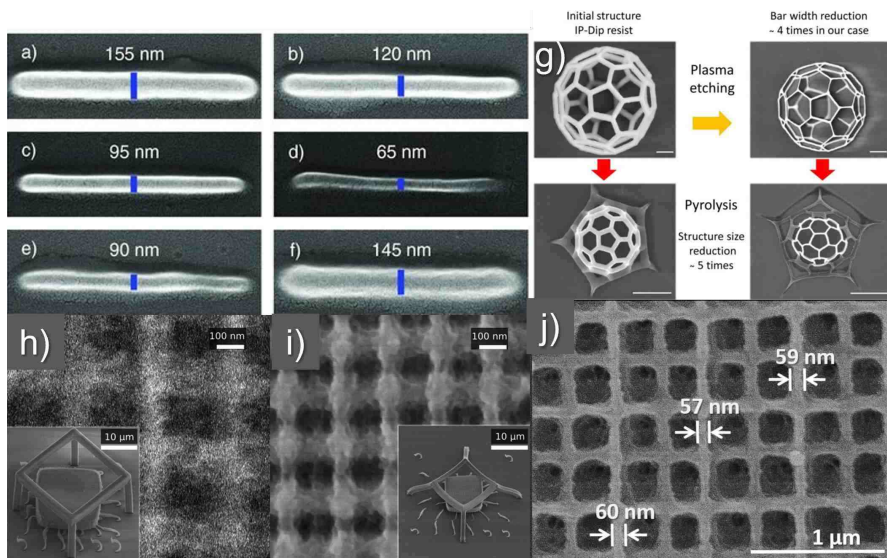 a)
155 nm
b)
120 nm
c)
95 nm
d)
65 nm
e)
90 nm
f)
145 nm
g)
Initial structure
IP-Dip resist
Bar width reduction
~ 4 times in our case
Plasma
etching
Pyrolysis
Structure size
reduction
~ 5 times
h)
100 nm
10 µm
i)
100 nm
10 µm
j)
59 nm
57 nm
60 nm
1 µm